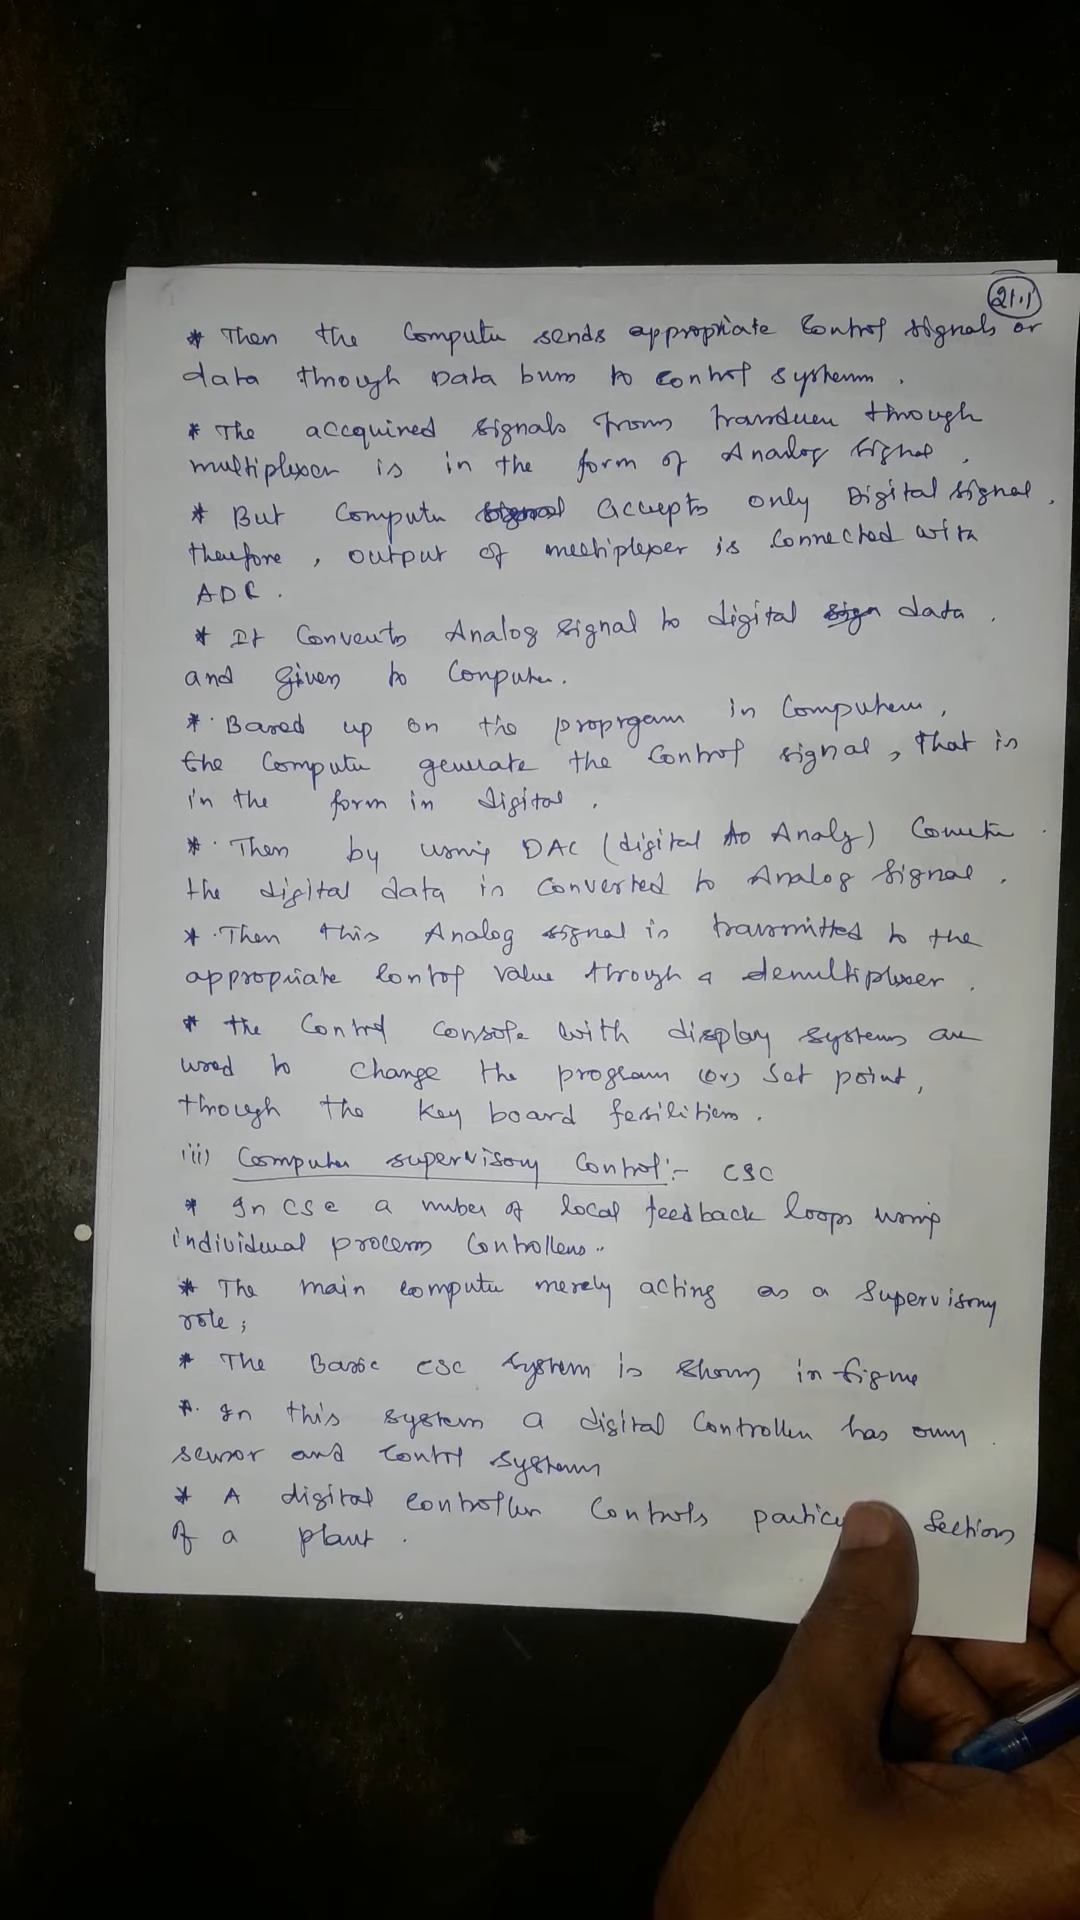 21.1
* Then the Computer sends appropriate Control signals or
data through Data buss to control systemm.
* The accquired signals from transducer through
multiplexer is in the form of Analog signal.
* But Computer accepts only Digital signal.
therefore, output of multiplexer is connected with
ADC.
* It Converts Analog signal to digital data.
and given to Computer.
* Based up on the proprgam in Computerm,
the Computer generate the Control signal, that is
in the form in digital.
* Then by using DAC (digital to Analg)
the digital data is converted to Analog signal.
* Then this Analog signal is transmitted to the
appropriate control value through a demultiplexer.
* the Control console with display systems are
used to change the program (or) set point,
through the key board fesilities.
iii) Computer supervisory Control:- CSC
* In CSC a nuber of local feedback loops using
individual process Controllers..
* The main computer merely acting as a Supervisory
role;
* The Basic CSC system is shown in figure
* In this system a digital Controller has own
sensor and control system
* A digital controller Controls section
of a plant.